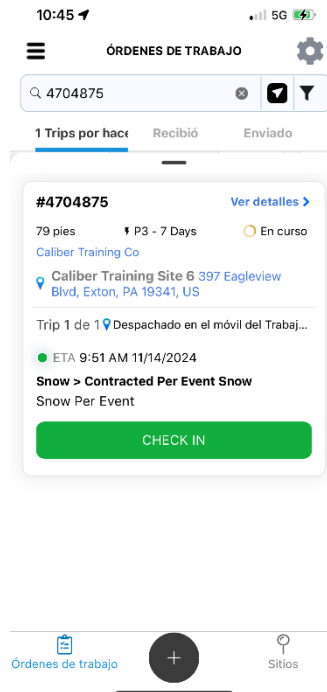 10:45
5G
ÓRDENES DE TRABAJO
4704875
1 Trips por hace
Recibió
Enviado
#4704875
Ver detalles
79 pies
P3 - 7 Days
En curso
Caliber Training Co
Caliber Training Site 6 397 Eagleview
Blvd, Exton, PA 19341, US
Trip 1 de 1 Despachado en el móvil del Trabaj...
ETA 9:51 AM 11/14/2024
Snow > Contracted Per Event Snow
Snow Per Event
CHECK IN
Órdenes de trabajo
Sitios